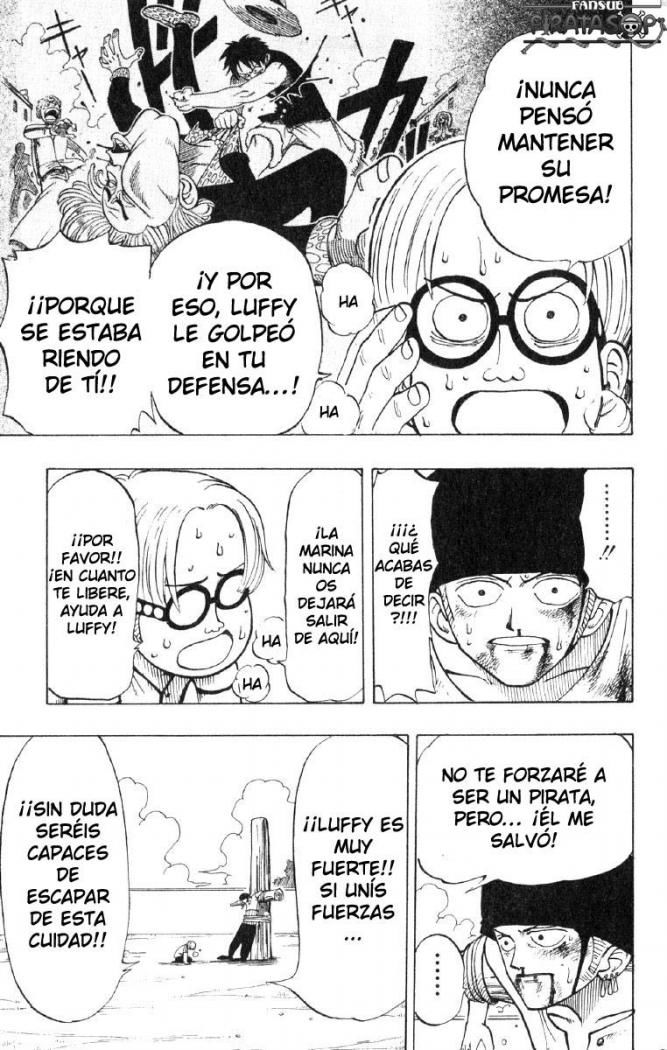 FANSUB
PIRATASOP
¡NUNCA
PENSÓ
MANTENER
SU
PROMESA!
¡Y POR
ESO, LUFFY
LE GOLPEÓ
EN TU
DEFENSA...!
HA
HA
¡¡PORQUE
SE ESTABA
RIENDO
DE TÍ!!
........!!
¡¡¡¿
QUÉ
ACABAS
DE
DECIR
?!!!
¡LA
MARINA
NUNCA
OS
DEJARÁ
SALIR
DE AQUÍ!
HA
HA
¡¡POR
FAVOR!!
¡EN CUANTO
TE LIBERE,
AYUDA A
LUFFY!
NO TE FORZARÉ A
SER UN PIRATA,
PERO... ¡ÉL ME
SALVÓ!
......
¡¡LUFFY ES
MUY
FUERTE!!
SI UNÍS
FUERZAS
...
¡¡SIN DUDA
SERÉIS
CAPACES
DE
ESCAPAR
DE ESTA
CUIDAD!!